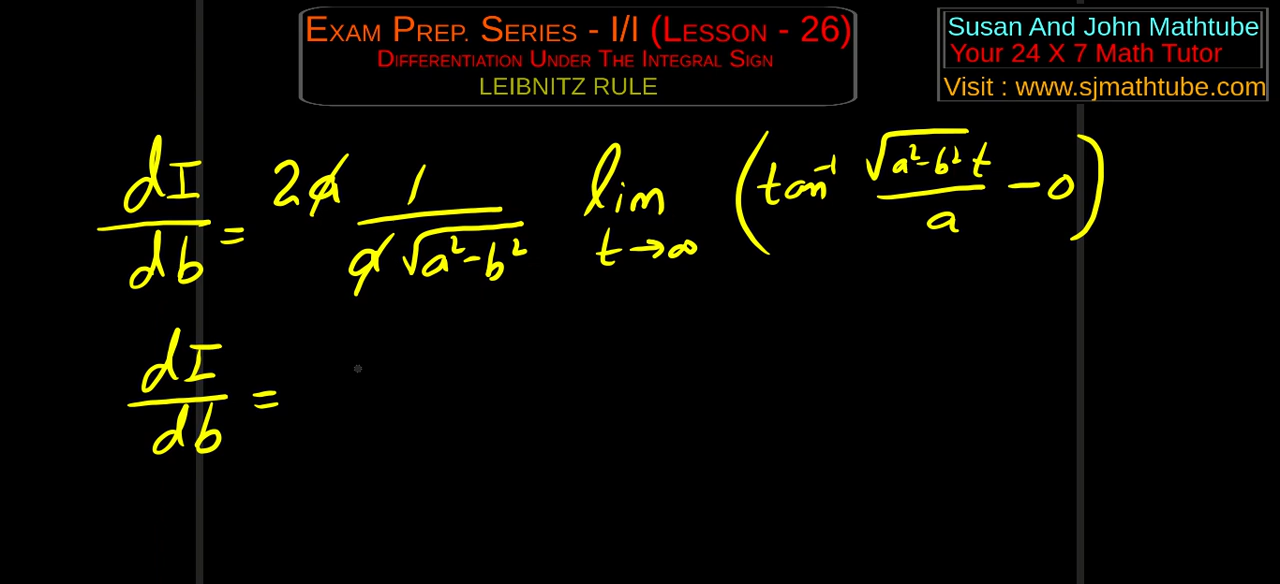 EXAM PREP. SERIES - I/I (LESSON - 26)
DIFFERENTIATION UNDER THE INTEGRAL SIGN
LEIBNITZ RULE
Susan And John Mathtube
Your 24 X 7 Math Tutor
Visit : www.sjmathtube.com
dI/db = 2a 1/(a√(a²-b²)) lim t→∞ (tan⁻¹ √(a²-b²) t/a - 0)
dI/db =